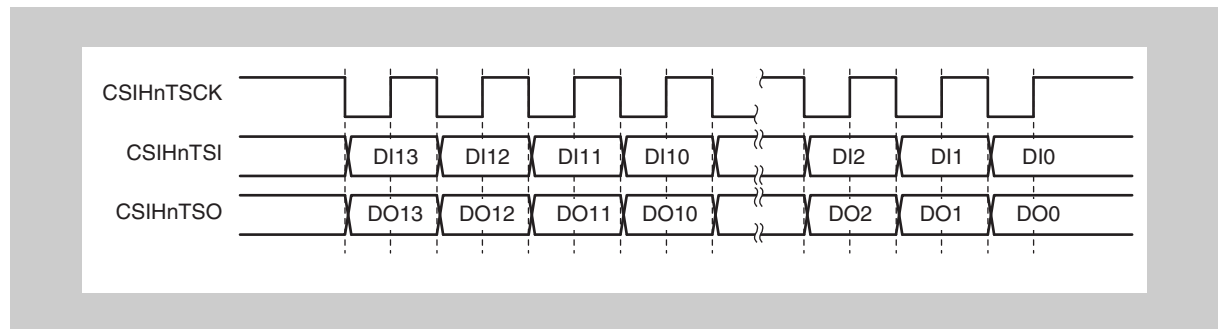 CSIHnTSCK
CSIHnTSI DI13 DI12 DI11 DI10 DI2 DI1 DI0
CSIHnTSO DO13 DO12 DO11 DO10 DO2 DO1 DO0